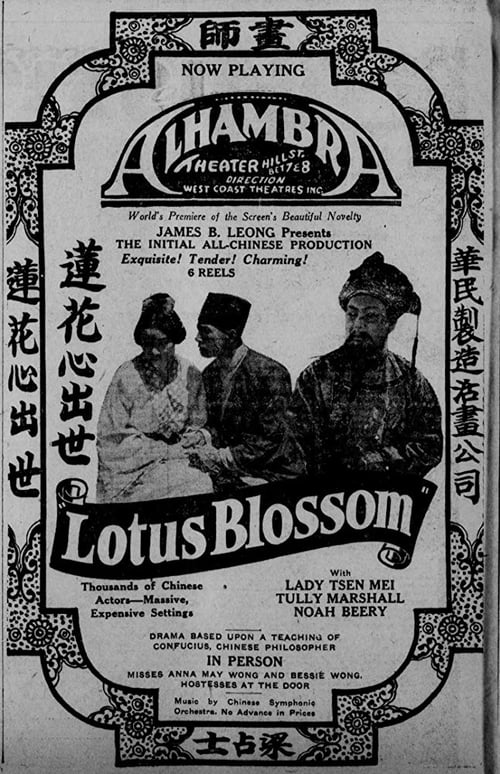 畫師
NOW PLAYING
ALHAMBRA
THEATER HILL ST. BET 7 & 8
DIRECTION
WEST COAST THEATRES INC.
World's Premiere of the Screen's Beautiful Novelty
JAMES B. LEONG Presents
THE INITIAL ALL-CHINESE PRODUCTION
Exquisite! Tender! Charming!
6 REELS
華民製造活畫公司
蓮花心出世
蓮花心出世
"Lotus Blossom"
Thousands of Chinese
Actors—Massive,
Expensive Settings
With
LADY TSEN MEI
TULLY MARSHALL
NOAH BEERY
DRAMA BASED UPON A TEACHING OF
CONFUCIUS, CHINESE PHILOSOPHER
IN PERSON
MISSES ANNA MAY WONG AND BESSIE WONG.
HOSTESSES AT THE DOOR
Music by Chinese Symphonic
Orchestra. No Advance in Prices
梁占士